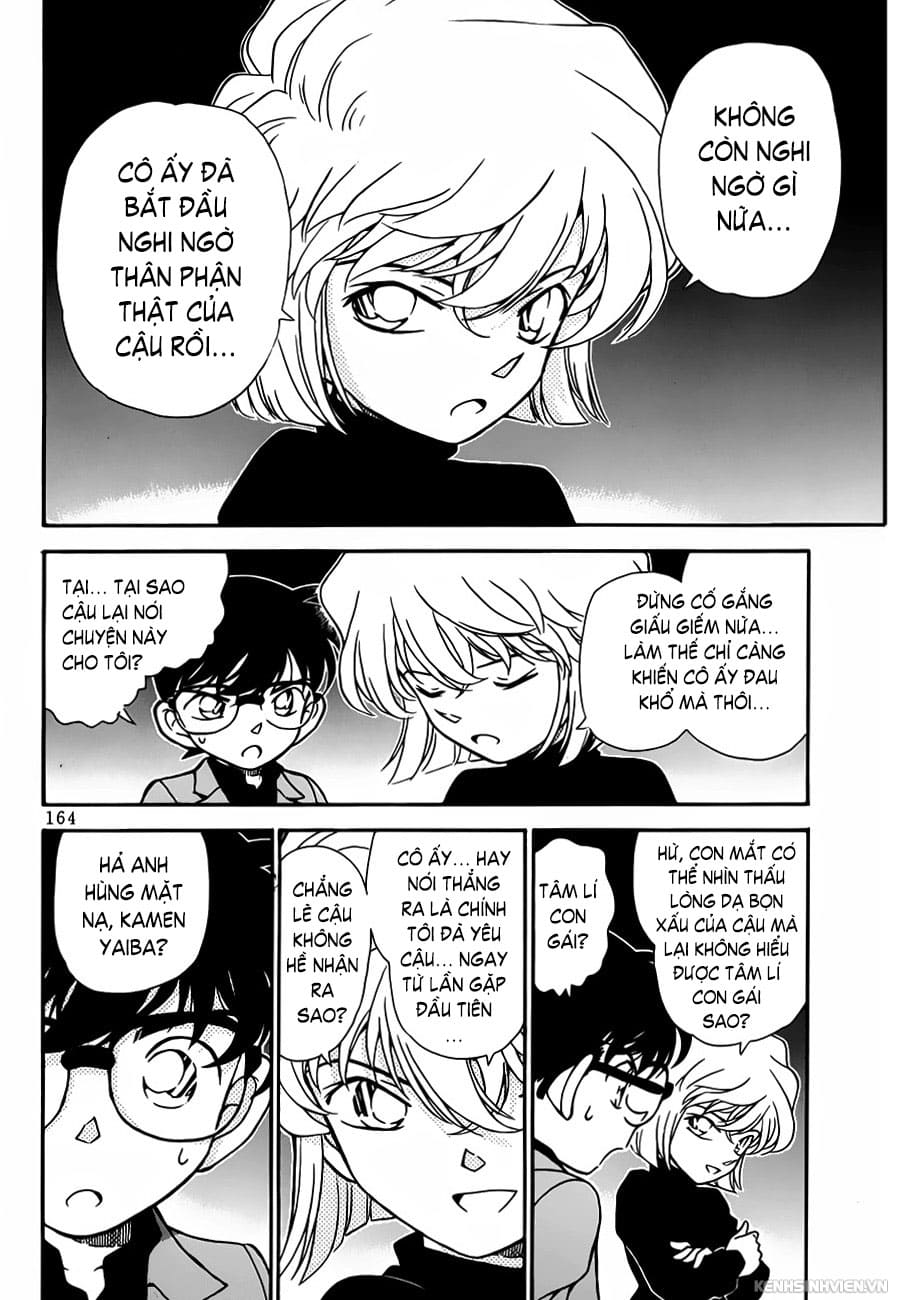 KHÔNG
CÒN NGHI
NGỜ GÌ
NỮA...
CÔ ẤY ĐÃ
BẮT ĐẦU
NGHI NGỜ
THÂN PHẬN
THẬT CỦA
CẬU RỒI...
ĐỪNG CỐ GẮNG
GIẤU GIẾM NỮA...
LÀM THẾ CHỈ CÀNG
KHIẾN CÔ ẤY ĐAU
KHỔ MÀ THÔI...
TẠI... TẠI SAO
CẬU LẠI NÓI
CHUYỆN NÀY
CHO TÔI?
164
HỪ, CON MẮT CÓ
THỂ NHÌN THẤU
LÒNG DẠ BỌN
XẤU CỦA CẬU MÀ
LẠI KHÔNG HIỂU
ĐƯỢC TÂM LÍ
CON GÁI
SAO?
TÂM LÍ
CON
GÁI?
CÔ ẤY... HAY
NÓI THẲNG
RA LÀ CHÍNH
TÔI ĐÃ YÊU
CẬU... NGAY
TỪ LẦN GẶP
ĐẦU TIÊN
...
CHẲNG
LẼ CẬU
KHÔNG
HỀ NHẬN
RA
SAO?
HẢ ANH
HÙNG MẶT
NẠ, KAMEN
YAIBA?
KENHSINHVIEN.VN